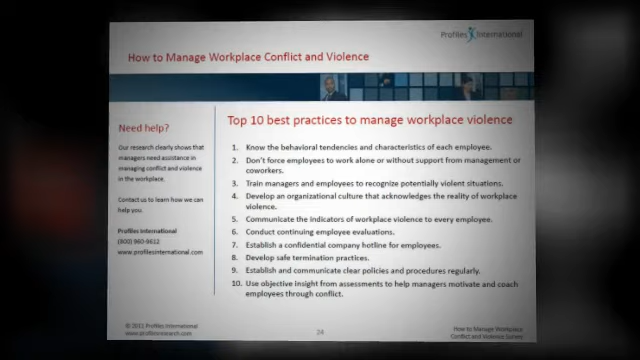 Profiles International
How to Manage Workplace Conflict and Violence
Need help?
Our research clearly shows that
managers need assistance in
managing conflict and violence
in the workplace.
Contact us to learn how we can
help you.
Profiles International
(800) 960-9612
www.profilesinternational.com
Top 10 best practices to manage workplace violence
1. Know the behavioral tendencies and characteristics of each employee.
2. Don't force employees to work alone or without support from management or
coworkers.
3. Train managers and employees to recognize potentially violent situations.
4. Develop an organizational culture that acknowledges the reality of workplace
violence.
5. Communicate the indicators of workplace violence to every employee.
6. Conduct continuing employee evaluations.
7. Establish a confidential company hotline for employees.
8. Develop safe termination practices.
9. Establish and communicate clear policies and procedures regularly.
10. Use objective insight from assessments to help managers motivate and coach
employees through conflict.
© 2011 Profiles International
www.profilesresearch.com
24
How to Manage Workplace
Conflict and Violence